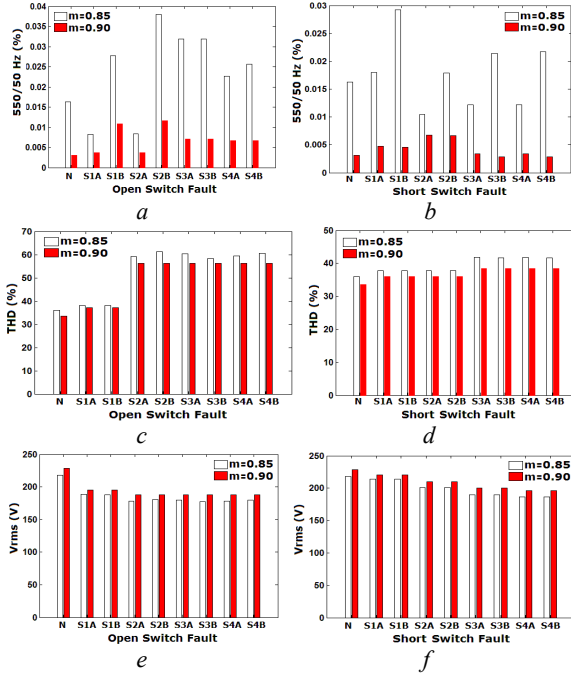 0.04
0.035
0.03
0.025
0.02
0.015
0.01
0.005
0
550/50 Hz (%)
m=0.85
m=0.90
N S1A S1B S2A S2B S3A S3B S4A S4B
Open Switch Fault
a
0.03
0.025
0.02
0.015
0.01
0.005
0
550/50 Hz (%)
m=0.85
m=0.90
N S1A S1B S2A S2B S3A S3B S4A S4B
Short Switch Fault
b
70
60
50
40
30
20
10
0
THD (%)
m=0.85
m=0.90
N S1A S1B S2A S2B S3A S3B S4A S4B
Open Switch Fault
c
50
40
30
20
10
0
THD (%)
m=0.85
m=0.90
N S1A S1B S2A S2B S3A S3B S4A S4B
Short Switch Fault
d
250
200
150
100
50
0
Vrms (V)
m=0.85
m=0.90
N S1A S1B S2A S2B S3A S3B S4A S4B
Open Switch Fault
e
250
200
150
100
50
0
Vrms (V)
m=0.85
m=0.90
N S1A S1B S2A S2B S3A S3B S4A S4B
Short Switch Fault
f